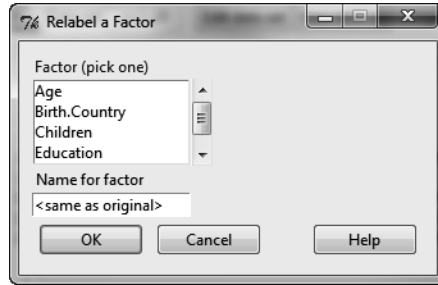 Relabel a Factor
Factor (pick one)
Age
Birth.Country
Children
Education
Name for factor
<same as original>
OK
Cancel
Help